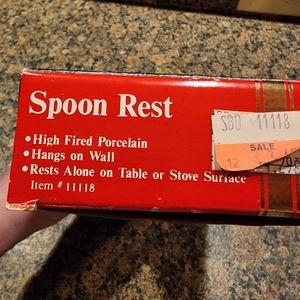 Spoon Rest
• High Fired Porcelain
• Hangs on Wall
• Rests Alone on Table or Stove Surface
Item # 11118
SBD 11118
SALE